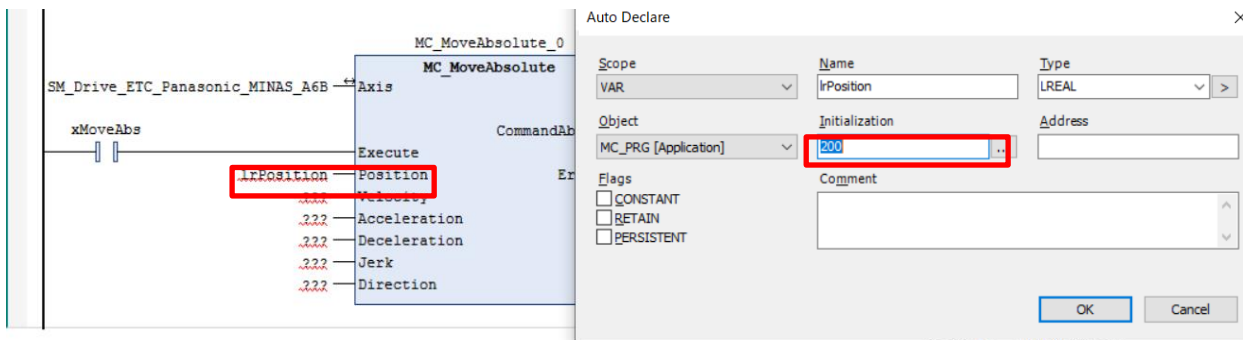 MC_MoveAbsolute_0
MC_MoveAbsolute
SM_Drive_ETC_Panasonic_MINAS_A6B Axis
xMoveAbs
CommandAb
Execute
lrPosition Position Er
??? Velocity
??? Acceleration
??? Deceleration
??? Jerk
??? Direction
Auto Declare
Scope Name Type
VAR lrPosition LREAL >
Object Initialization Address
MC_PRG [Application] 200 ..
Flags Comment
CONSTANT
RETAIN
PERSISTENT
OK Cancel